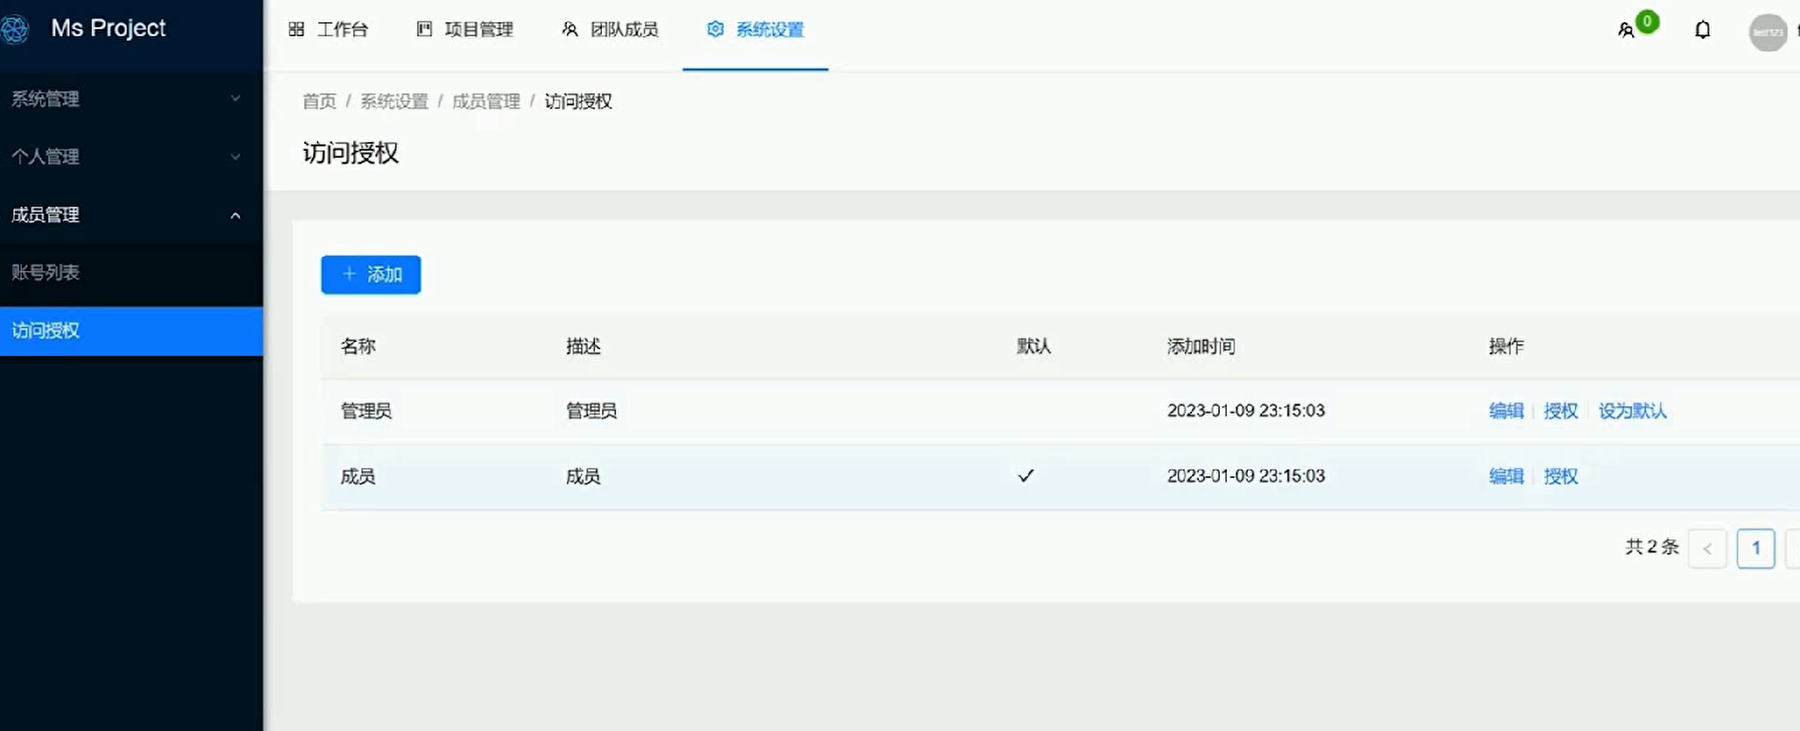 Ms Project
工作台 项目管理 团队成员 系统设置 0
系统管理
个人管理
成员管理
账号列表
访问授权
首页 / 系统设置 / 成员管理 / 访问授权
访问授权
+ 添加
名称 描述 默认 添加时间 操作
管理员 管理员 2023-01-09 23:15:03 编辑 授权 设为默认
成员 成员 ✓ 2023-01-09 23:15:03 编辑 授权
共 2 条 < 1